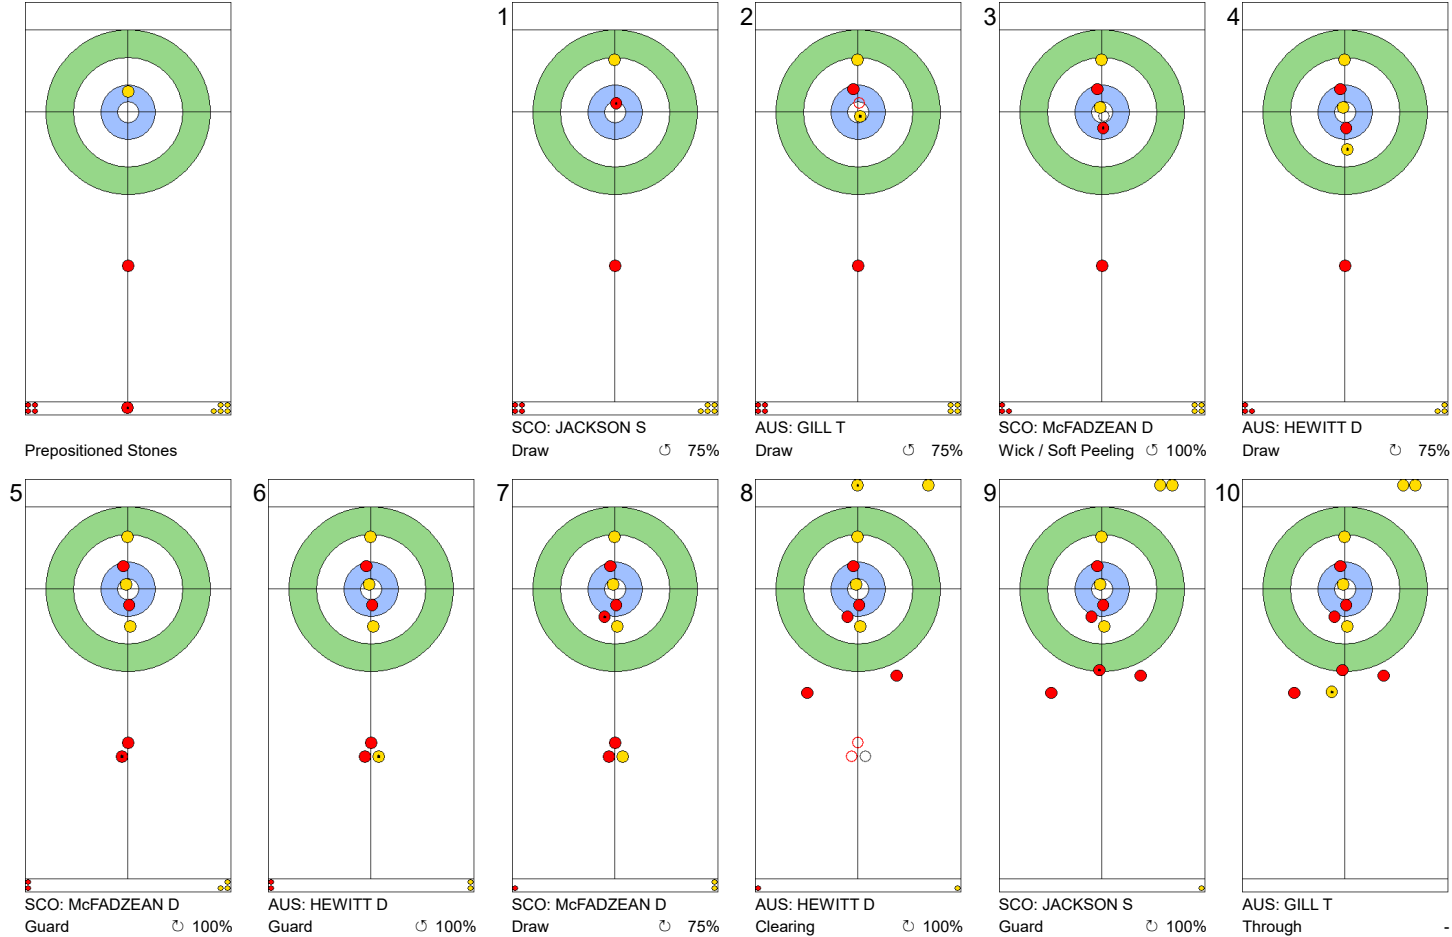 Prepositioned Stones
1
SCO: JACKSON S
Draw ↺ 75%
2
AUS: GILL T
Draw ↺ 75%
3
SCO: McFADZEAN D
Wick / Soft Peeling ↺ 100%
4
AUS: HEWITT D
Draw ↻ 75%
5
SCO: McFADZEAN D
Guard ↻ 100%
6
AUS: HEWITT D
Guard ↺ 100%
7
SCO: McFADZEAN D
Draw ↻ 75%
8
AUS: HEWITT D
Clearing ↻ 100%
9
SCO: JACKSON S
Guard ↺ 100%
10
AUS: GILL T
Through -